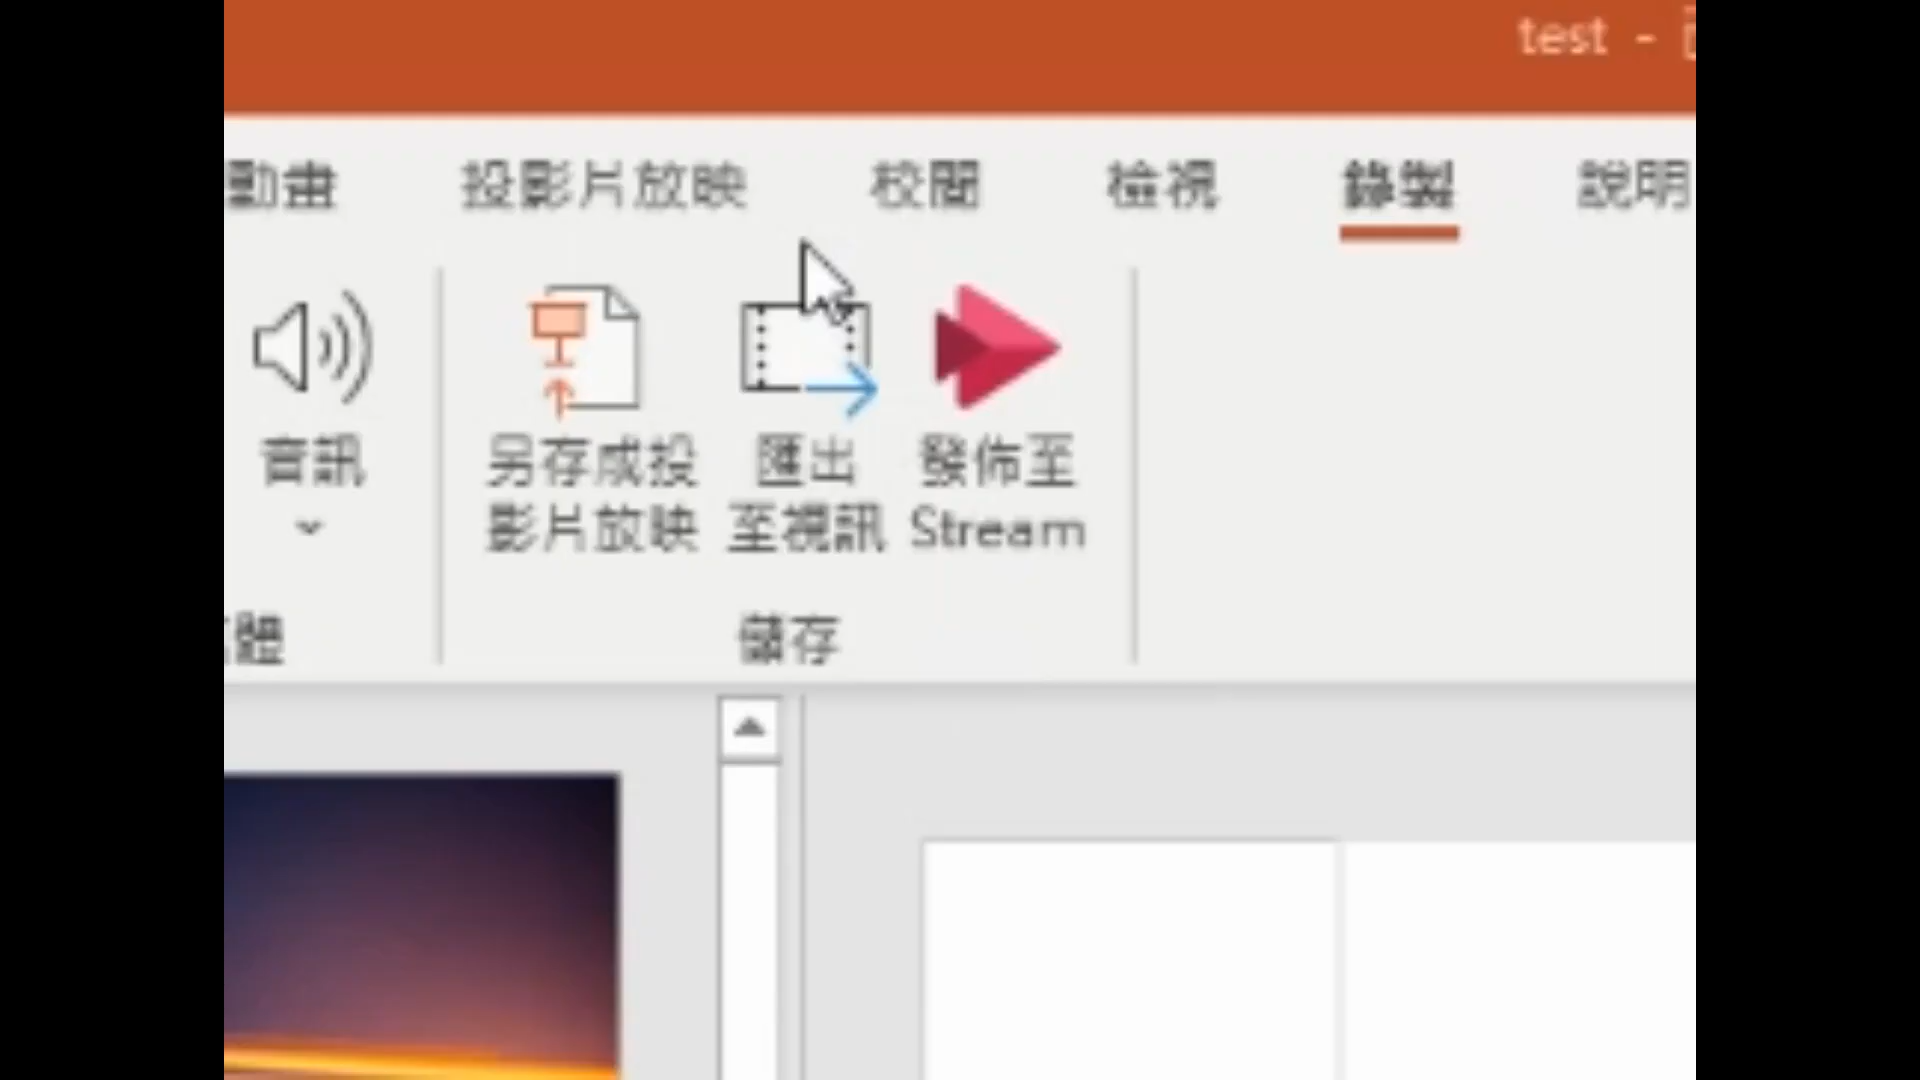 test -
動畫 投影片放映 校閱 檢視 錄製 說明
音訊
另存成投
影片放映
匯出
至視訊
發佈至
Stream
體
儲存